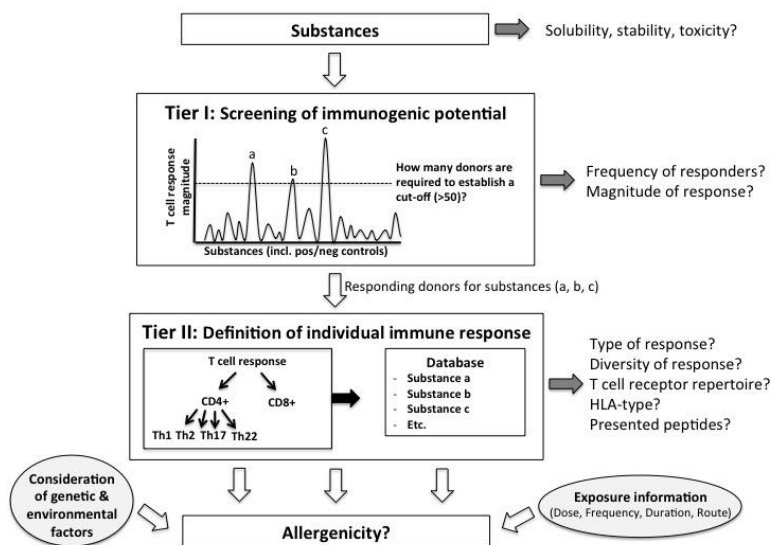 Substances
Solubility, stability, toxicity?
Tier I: Screening of immunogenic potential
T cell response
magnitude
a
b
c
How many donors are
required to establish a
cut-off (>50)?
Substances (incl. pos/neg controls)
Frequency of responders?
Magnitude of response?
Responding donors for substances (a, b, c)
Tier II: Definition of individual immune response
T cell response
CD4+
CD8+
Th1 Th2 Th17 Th22
Database
- Substance a
- Substance b
- Substance c
- Etc.
Type of response?
Diversity of response?
T cell receptor repertoire?
HLA-type?
Presented peptides?
Consideration
of genetic &
environmental
factors
Allergenicity?
Exposure information
(Dose, Frequency, Duration, Route)